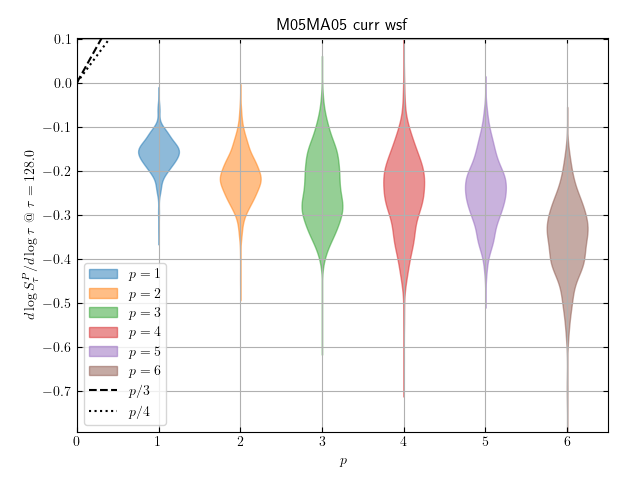 M05MA05 curr wsf
0.1
0.0
−0.1
−0.2
−0.3
−0.4
−0.5
−0.6
−0.7
d log S_τ^P / d log τ @ τ = 128.0
p = 1
p = 2
p = 3
p = 4
p = 5
p = 6
p/3
p/4
0 1 2 3 4 5 6
p